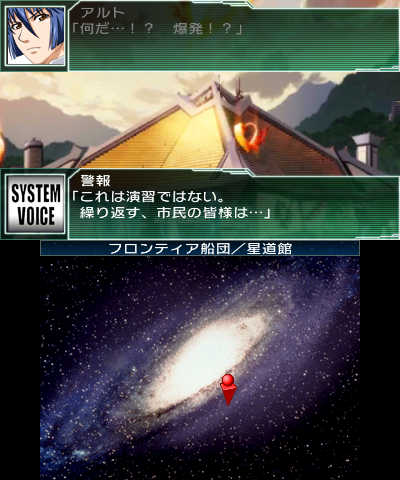 アルト
「何だ…！？　爆発！？」
SYSTEM
VOICE
警報
「これは演習ではない。
繰り返す、市民の皆様は…」
フロンティア船団／星道館